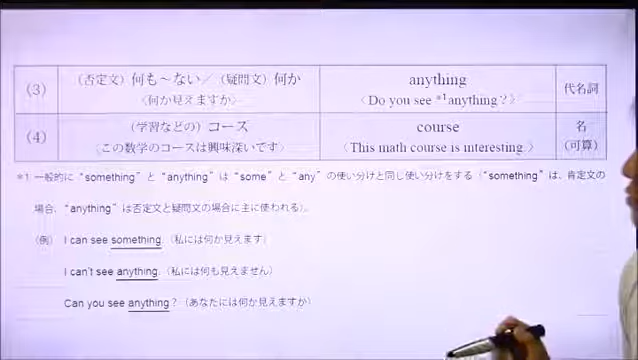 (3) (否定文) 何も～ない／(疑問文) 何か anything 代名詞
〈何か見えますか〉 〈Do you see *1anything？〉
(4) (学習などの) コース course 名
〈この数学のコースは興味深いです〉 〈This math course is interesting.〉 (可算)
*1 一般的に “something” と “anything” は “some” と “any” の使い分けと同じ使い分けをする（“something” は、肯定文の
場合、“anything” は否定文と疑問文の場合に主に使われる）。
（例） I can see something.（私には何か見えます）
I can't see anything.（私には何も見えません）
Can you see anything？（あなたには何か見えますか）